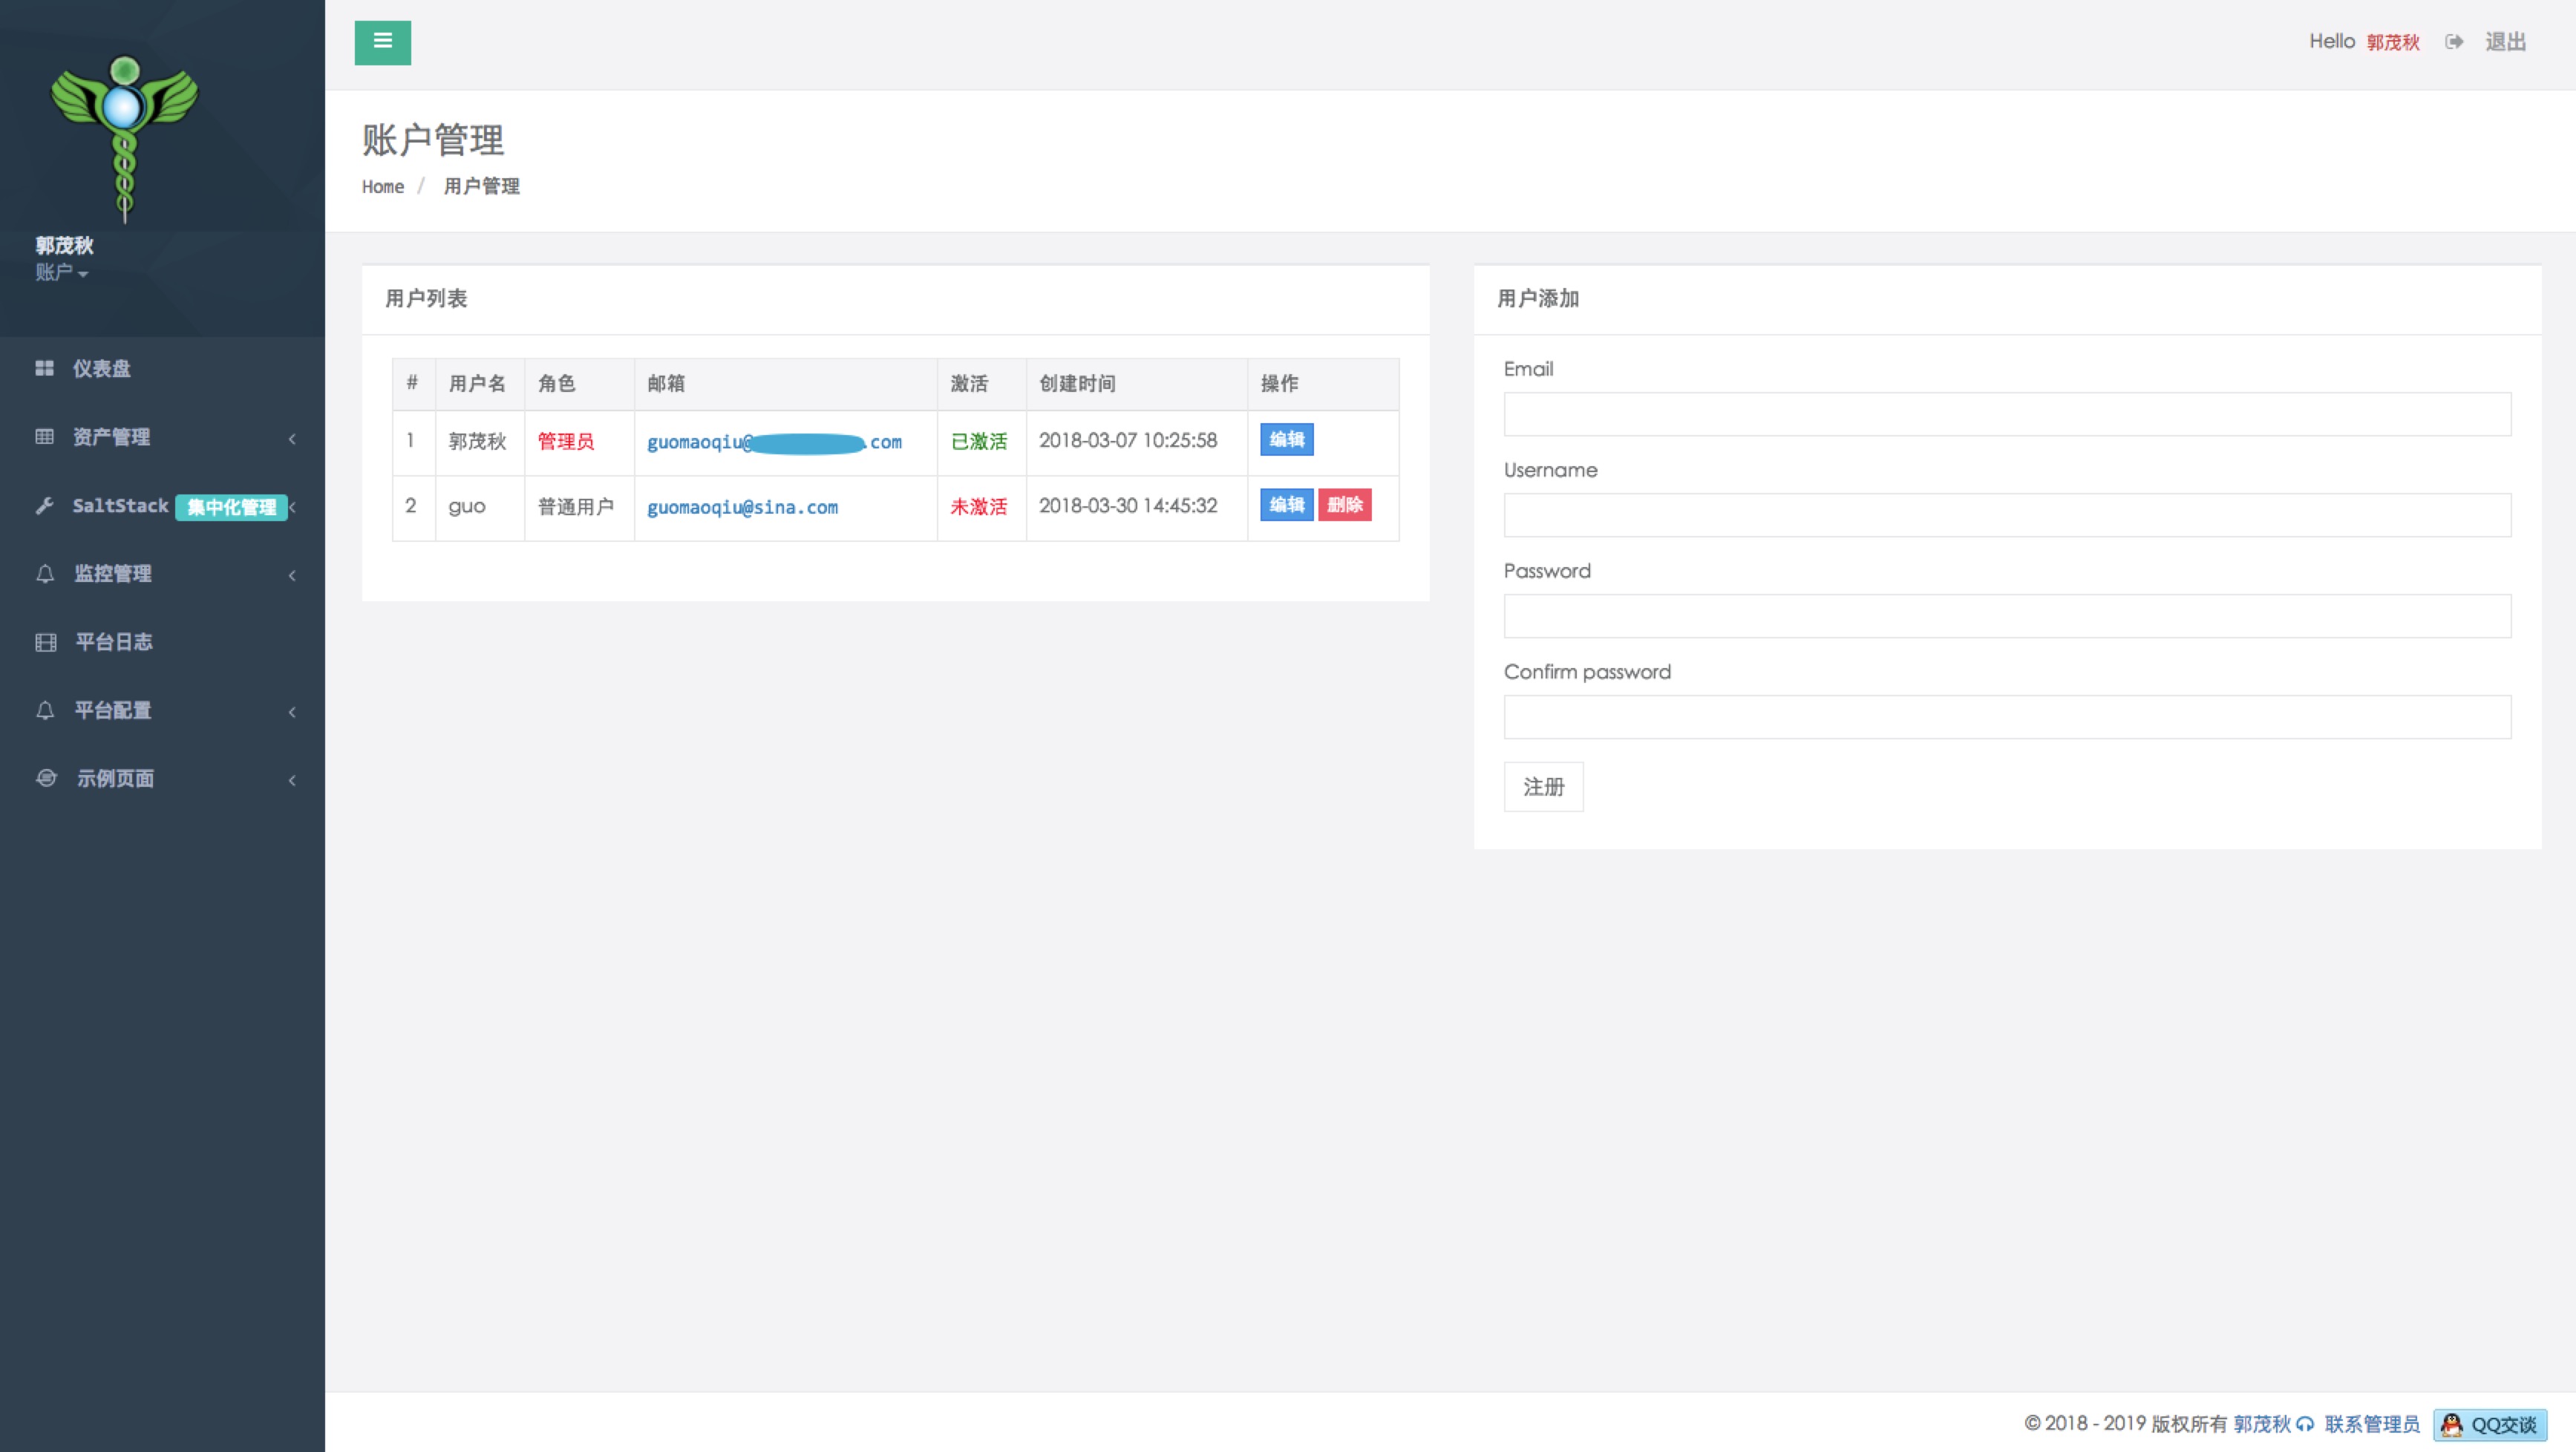 Hello 郭茂秋 退出
郭茂秋
账户
仪表盘
资产管理
SaltStack 集中化管理
监控管理
平台日志
平台配置
示例页面
账户管理
Home / 用户管理
用户列表
# 用户名 角色 邮箱 激活 创建时间 操作
1 郭茂秋 管理员 guomaoqiu@ .com 已激活 2018-03-07 10:25:58 编辑
2 guo 普通用户 guomaoqiu@sina.com 未激活 2018-03-30 14:45:32 编辑 删除
用户添加
Email
Username
Password
Confirm password
注册
© 2018 - 2019 版权所有 郭茂秋 联系管理员 QQ交谈